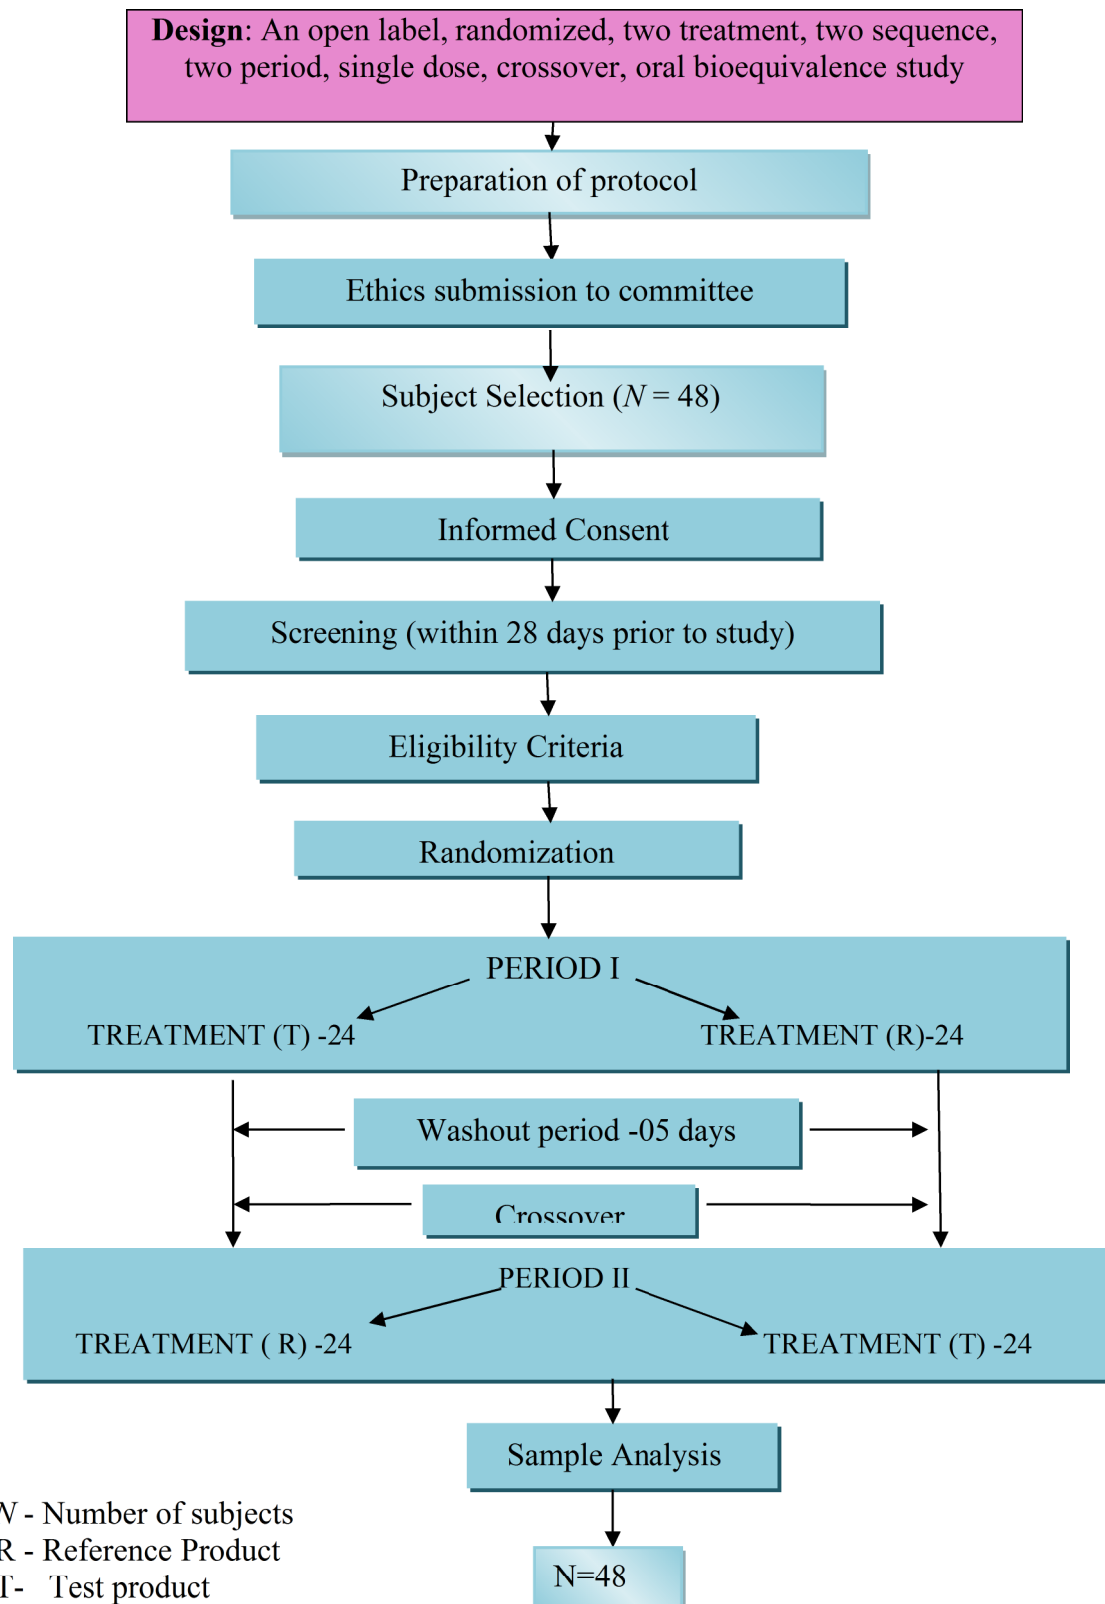 Design: An open label, randomized, two treatment, two sequence,
two period, single dose, crossover, oral bioequivalence study
Preparation of protocol
Ethics submission to committee
Subject Selection (N = 48)
Informed Consent
Screening (within 28 days prior to study)
Eligibility Criteria
Randomization
PERIOD I
TREATMENT (T) -24
TREATMENT (R)-24
Washout period -05 days
Crossover
PERIOD II
TREATMENT ( R) -24
TREATMENT (T) -24
Sample Analysis
N - Number of subjects
R - Reference Product
T- Test product
N=48